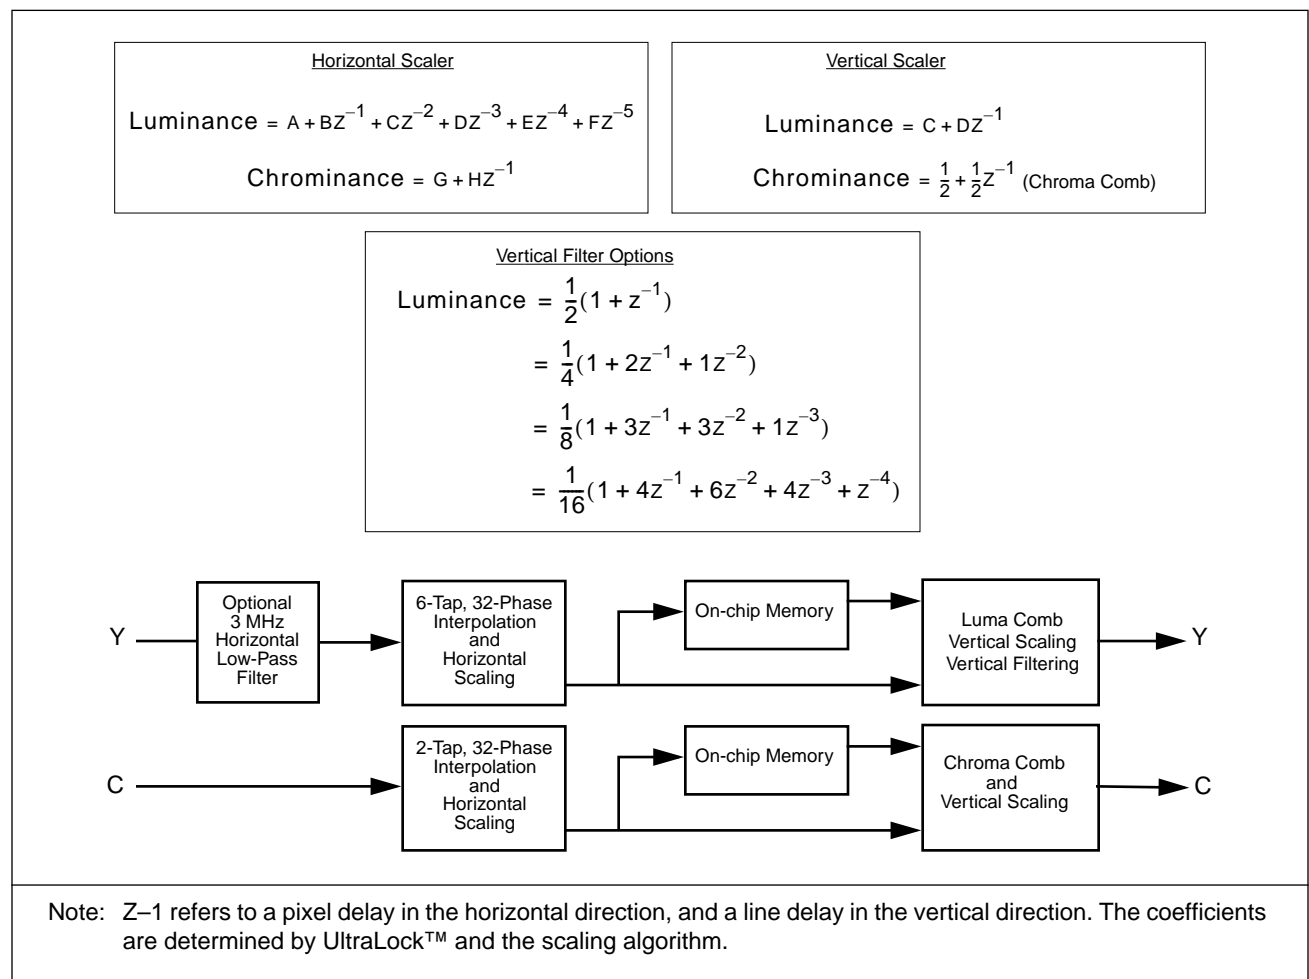 Horizontal Scaler
Luminance = A + BZ⁻¹ + CZ⁻² + DZ⁻³ + EZ⁻⁴ + FZ⁻⁵
Chrominance = G + HZ⁻¹
Vertical Scaler
Luminance = C + DZ⁻¹
Chrominance = 1/2 + 1/2 Z⁻¹ (Chroma Comb)
Vertical Filter Options
Luminance = 1/2 (1 + z⁻¹)
= 1/4 (1 + 2Z⁻¹ + 1Z⁻²)
= 1/8 (1 + 3Z⁻¹ + 3Z⁻² + 1Z⁻³)
= 1/16 (1 + 4Z⁻¹ + 6Z⁻² + 4Z⁻³ + Z⁻⁴)
Y
Optional
3 MHz
Horizontal
Low-Pass
Filter
6-Tap, 32-Phase
Interpolation
and
Horizontal
Scaling
On-chip Memory
Luma Comb
Vertical Scaling
Vertical Filtering
Y
C
2-Tap, 32-Phase
Interpolation
and
Horizontal
Scaling
On-chip Memory
Chroma Comb
and
Vertical Scaling
C
Note: Z–1 refers to a pixel delay in the horizontal direction, and a line delay in the vertical direction. The coefficients
are determined by UltraLock™ and the scaling algorithm.